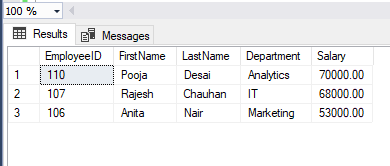 100 %
Results Messages
EmployeeID FirstName LastName Department Salary
1 110 Pooja Desai Analytics 70000.00
2 107 Rajesh Chauhan IT 68000.00
3 106 Anita Nair Marketing 53000.00